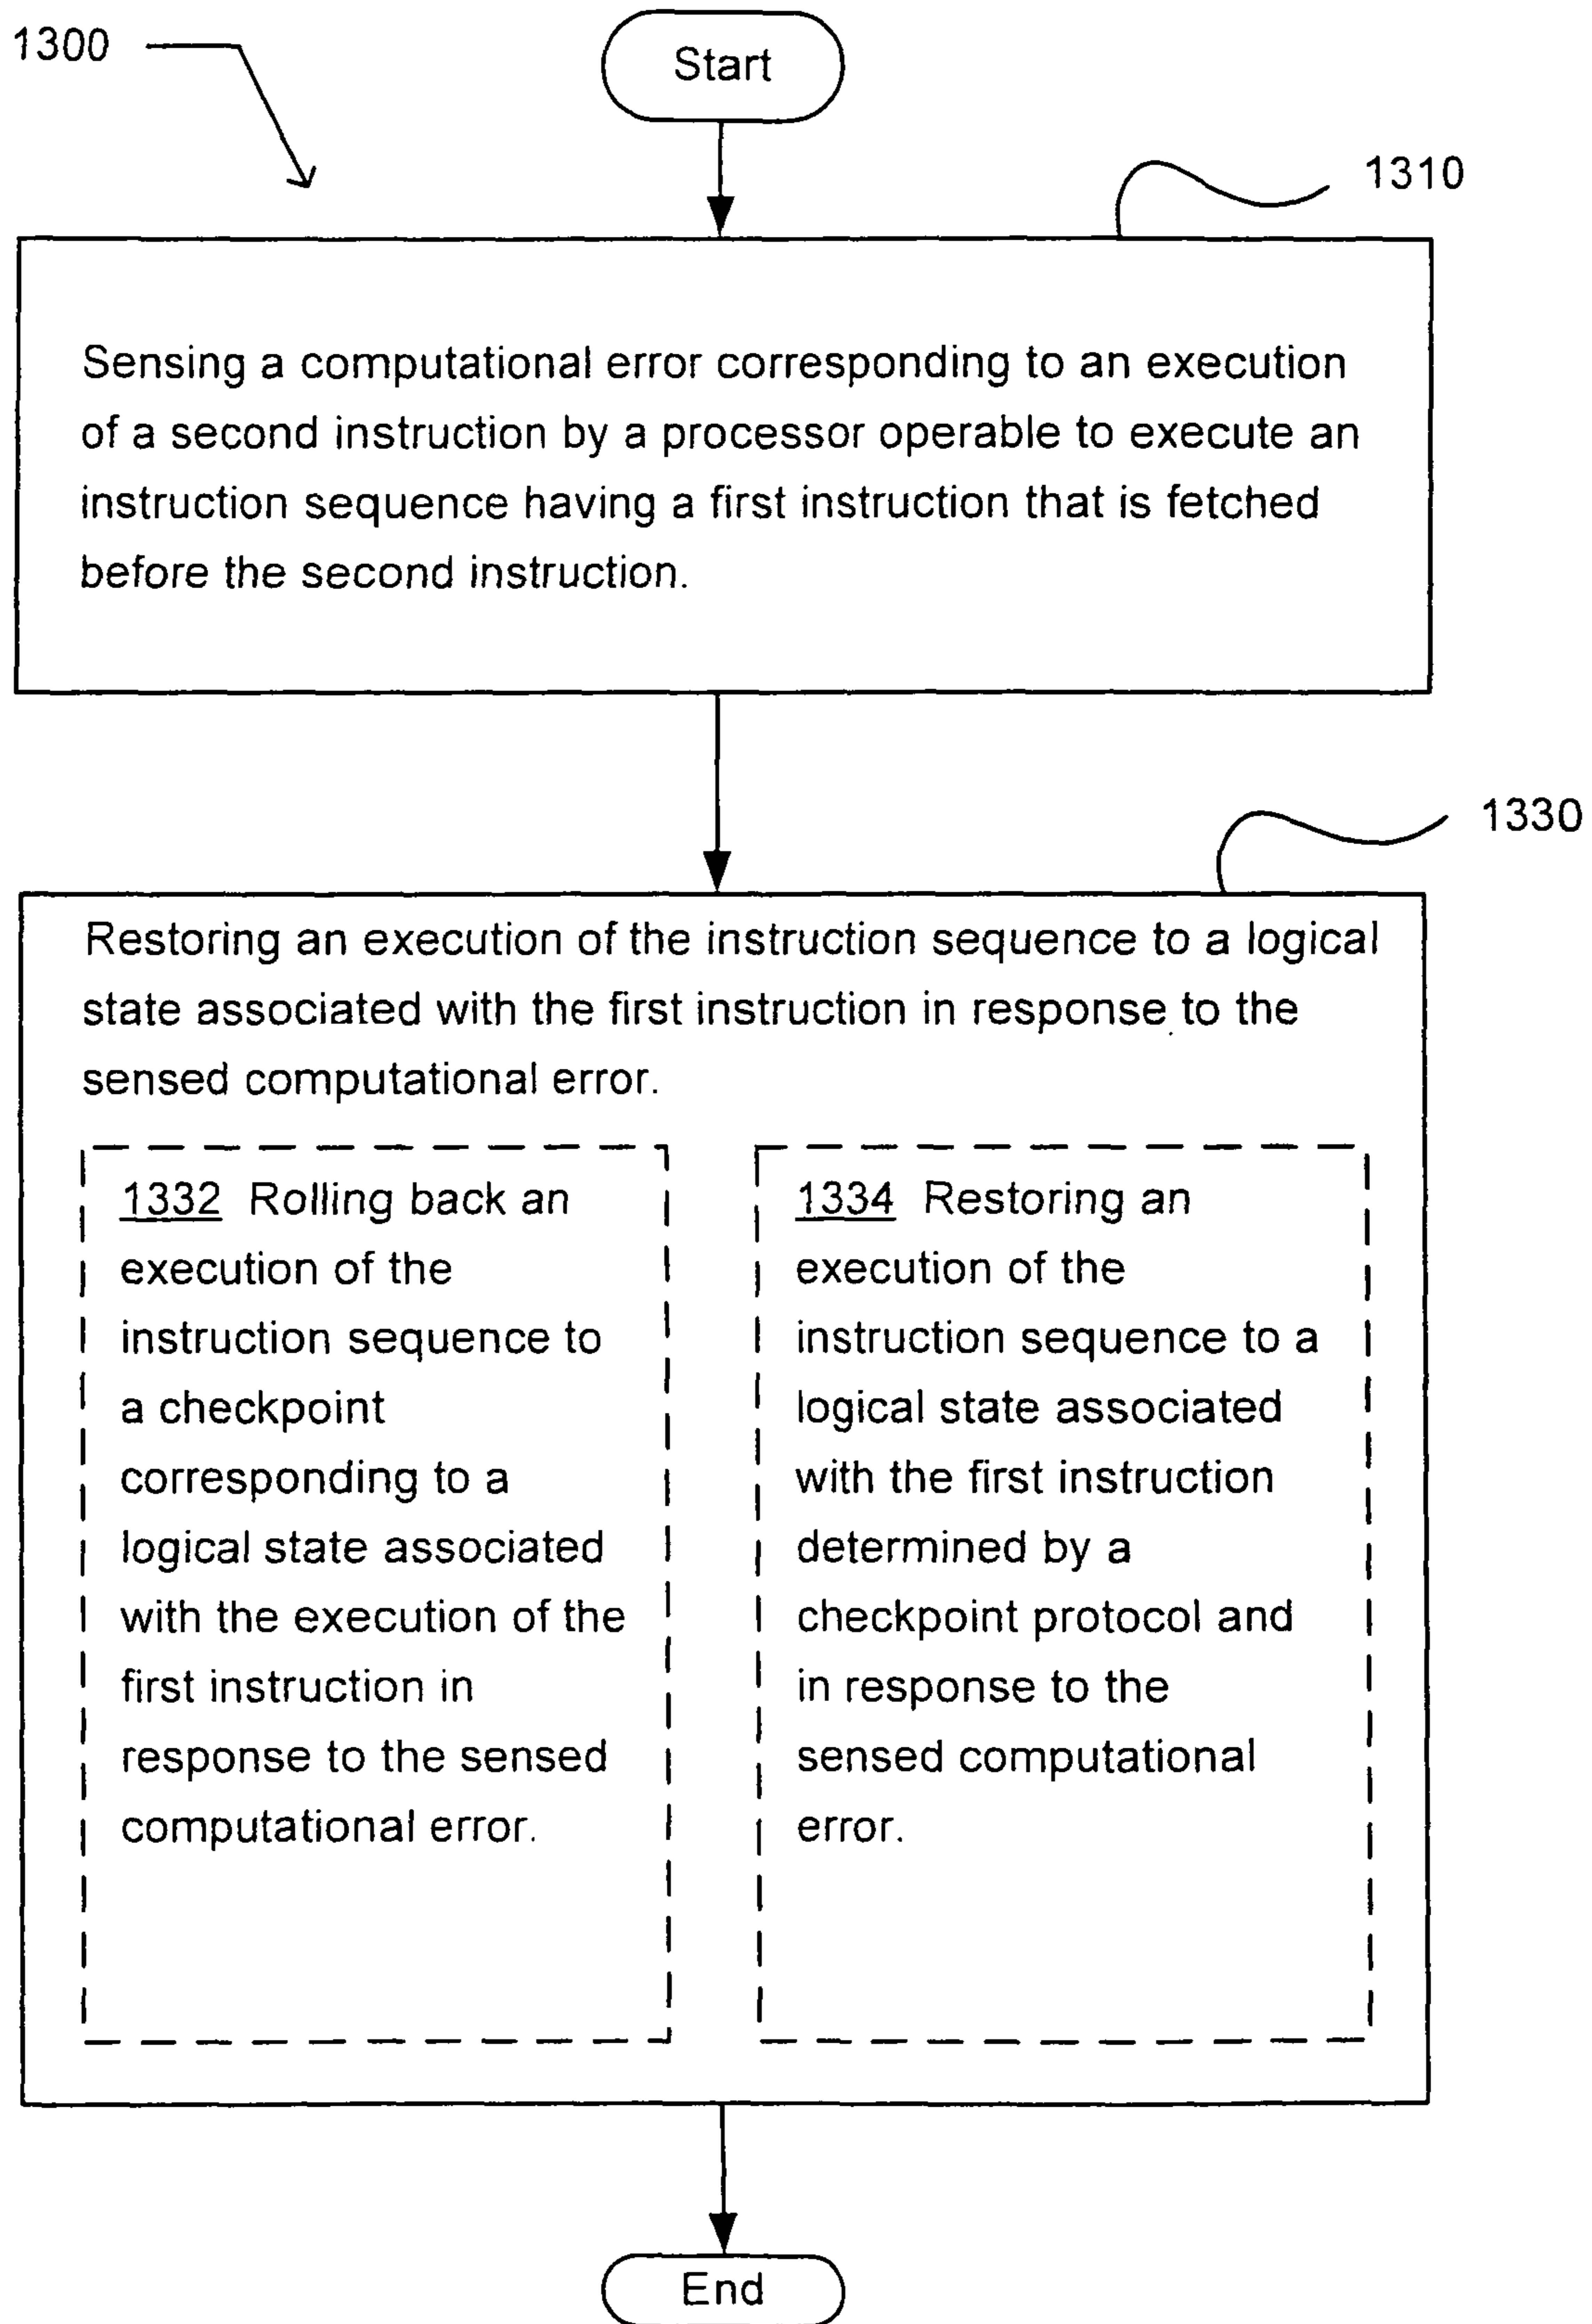 1300
Start
1310
Sensing a computational error corresponding to an execution
of a second instruction by a processor operable to execute an
instruction sequence having a first instruction that is fetched
before the second instruction.
1330
Restoring an execution of the instruction sequence to a logical
state associated with the first instruction in response to the
sensed computational error.
1332 Rolling back an
execution of the
instruction sequence to
a checkpoint
corresponding to a
logical state associated
with the execution of the
first instruction in
response to the sensed
computational error.
1334 Restoring an
execution of the
instruction sequence to a
logical state associated
with the first instruction
determined by a
checkpoint protocol and
in response to the
sensed computational
error.
End